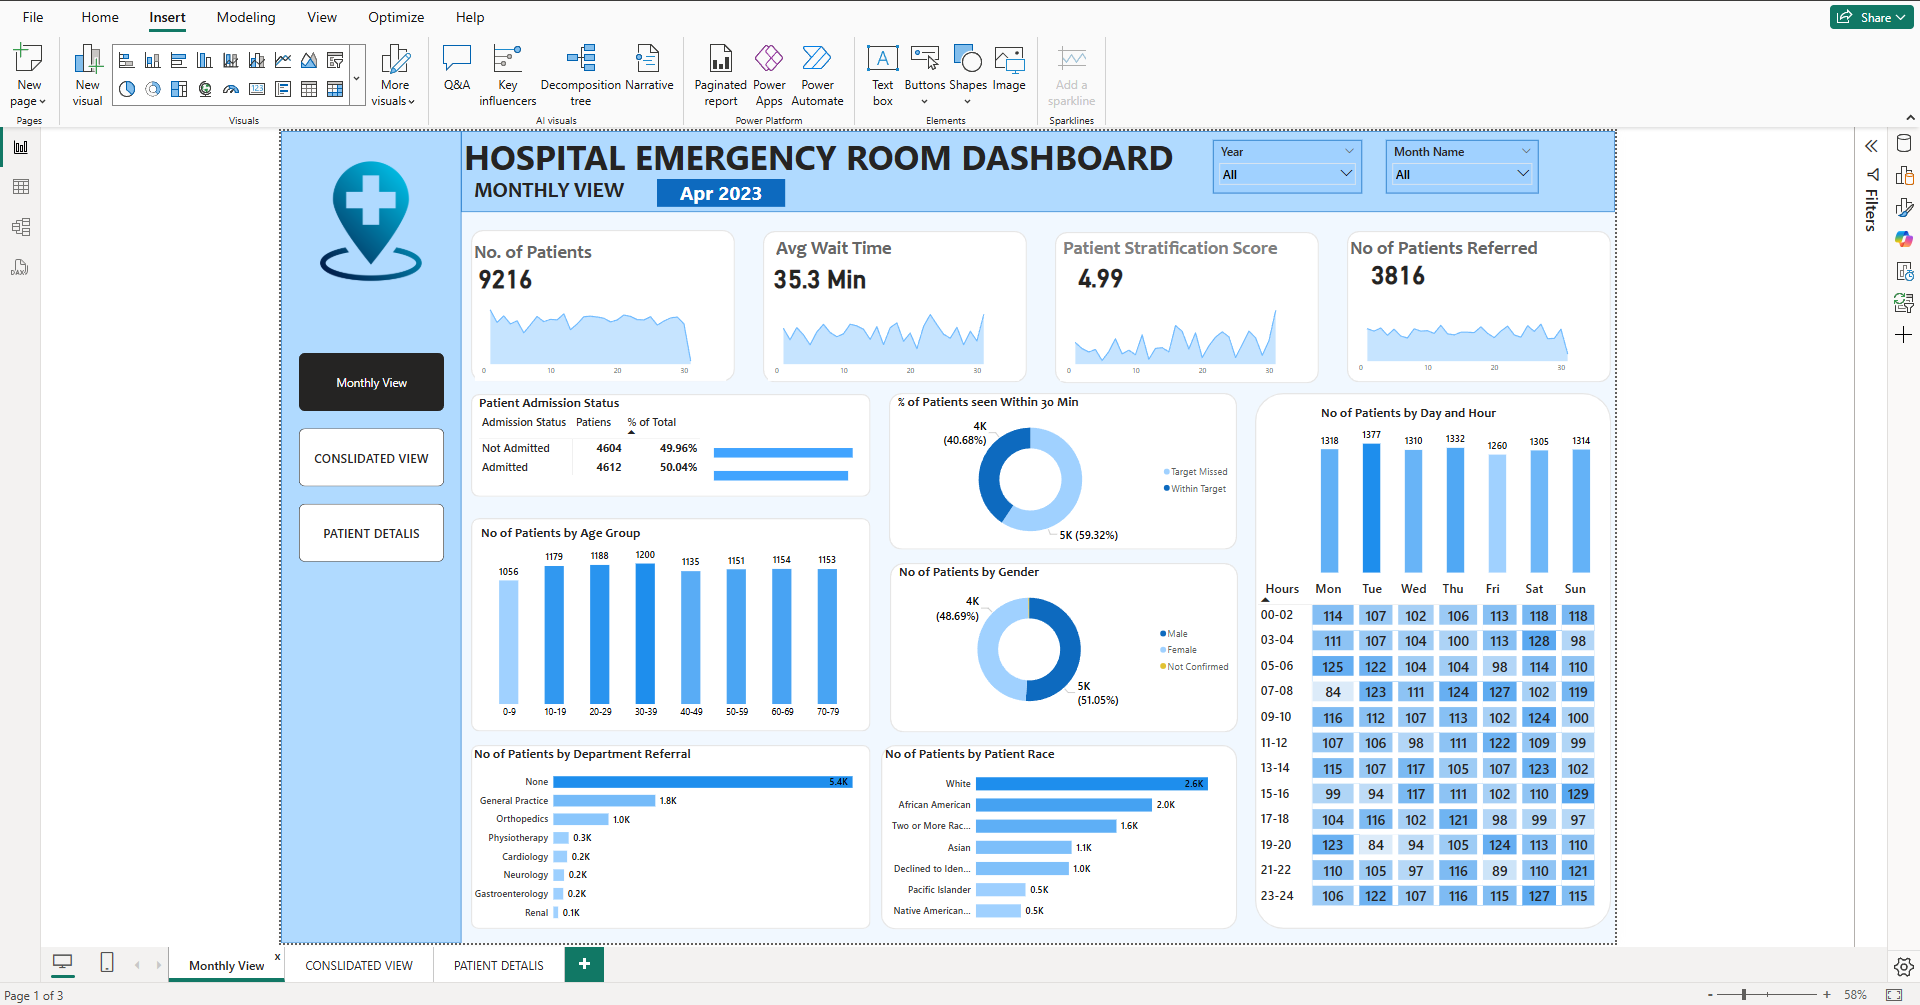 File Home Insert Modeling View Optimize Help Share
New page
New visual
More visuals
Q&A
Key influencers
Decomposition tree
Narrative
Paginated report
Power Apps
Power Automate
Text box
Buttons
Shapes
Image
Add a sparkline
Pages Visuals AI visuals Power Platform Elements Sparklines
HOSPITAL EMERGENCY ROOM DASHBOARD
MONTHLY VIEW Apr 2023
Year
All
Month Name
All
Filters
Monthly View
CONSLIDATED VIEW
PATIENT DETALIS
No. of Patients
9216
0 10 20 30
Avg Wait Time
35.3 Min
0 10 20 30
Patient Stratification Score
4.99
0 10 20 30
No of Patients Referred
3816
0 10 20 30
Patient Admission Status
Admission Status Patiens % of Total
Not Admitted 4604 49.96%
Admitted 4612 50.04%
% of Patients seen Within 30 Min
4K
(40.68%)
Target Missed
Within Target
5K (59.32%)
No of Patients by Age Group
1056 1179 1188 1200 1135 1151 1154 1153
0-9 10-19 20-29 30-39 40-49 50-59 60-69 70-79
No of Patients by Gender
4K
(48.69%)
Male
Female
Not Confirmed
5K
(51.05%)
No of Patients by Department Referral
None 5.4K
General Practice 1.8K
Orthopedics 1.0K
Physiotherapy 0.3K
Cardiology 0.2K
Neurology 0.2K
Gastroenterology 0.2K
Renal 0.1K
No of Patients by Patient Race
White 2.6K
African American 2.0K
Two or More Rac... 1.6K
Asian 1.1K
Declined to Iden... 1.0K
Pacific Islander 0.5K
Native American... 0.5K
No of Patients by Day and Hour
1318 1377 1310 1332 1260 1305 1314
Hours Mon Tue Wed Thu Fri Sat Sun
00-02 114 107 102 106 113 118 118
03-04 111 107 104 100 113 128 98
05-06 125 122 104 104 98 114 110
07-08 84 123 111 124 127 102 119
09-10 116 112 107 113 102 124 100
11-12 107 106 98 111 122 109 99
13-14 115 107 117 105 107 123 102
15-16 99 94 117 111 102 110 129
17-18 104 116 102 121 98 99 97
19-20 123 84 94 105 124 113 110
21-22 110 105 97 116 89 110 121
23-24 106 122 107 116 115 127 115
Monthly View x CONSLIDATED VIEW PATIENT DETALIS +
Page 1 of 3 - + 58%